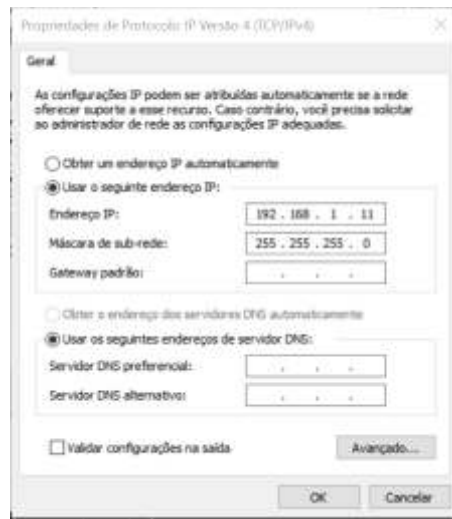 Propriedades de Protocolo IP Versão 4 (TCP/IPv4)
Geral
As configurações IP podem ser atribuídas automaticamente se a rede
oferecer suporte a esse recurso. Caso contrário, você precisa solicitar
ao administrador de rede as configurações IP adequadas.
Obter um endereço IP automaticamente
Usar o seguinte endereço IP:
Endereço IP: 192 . 168 . 1 . 11
Máscara de sub-rede: 255 . 255 . 255 . 0
Gateway padrão: . . .
Obter o endereço dos servidores DNS automaticamente
Usar os seguintes endereços de servidor DNS:
Servidor DNS preferencial: . . .
Servidor DNS alternativo: . . .
Validar configurações na saída
Avançado...
OK Cancelar